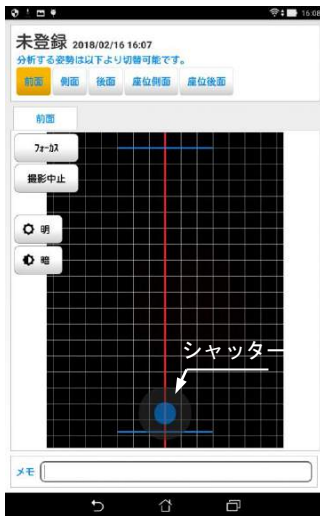 16:08
未登録 2018/02/16 16:07
分析する姿勢は以下より切替可能です。
前面 側面 後面 座位側面 座位後面
前面
フォーカス
撮影中止
明
暗
シャッター
メモ